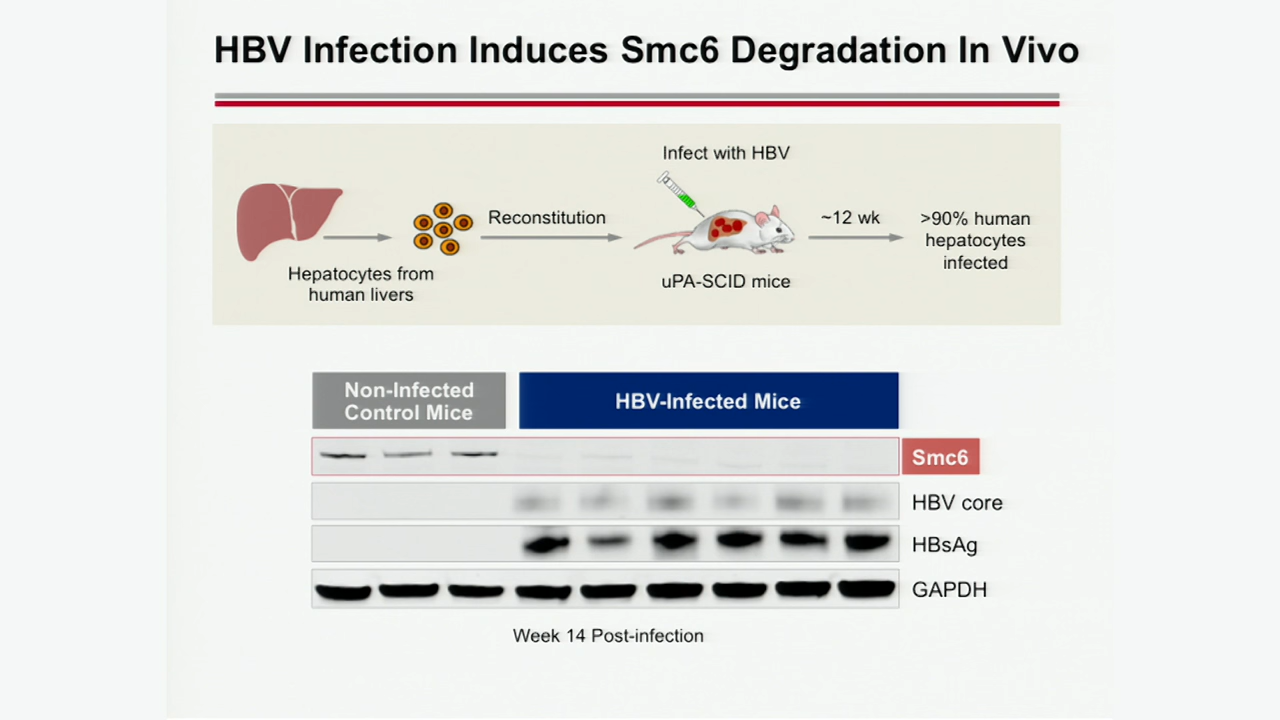 HBV Infection Induces Smc6 Degradation In Vivo
Infect with HBV
Reconstitution
~12 wk
>90% human
hepatocytes
infected
Hepatocytes from
human livers
uPA-SCID mice
Non-Infected
Control Mice
HBV-Infected Mice
Smc6
HBV core
HBsAg
GAPDH
Week 14 Post-infection